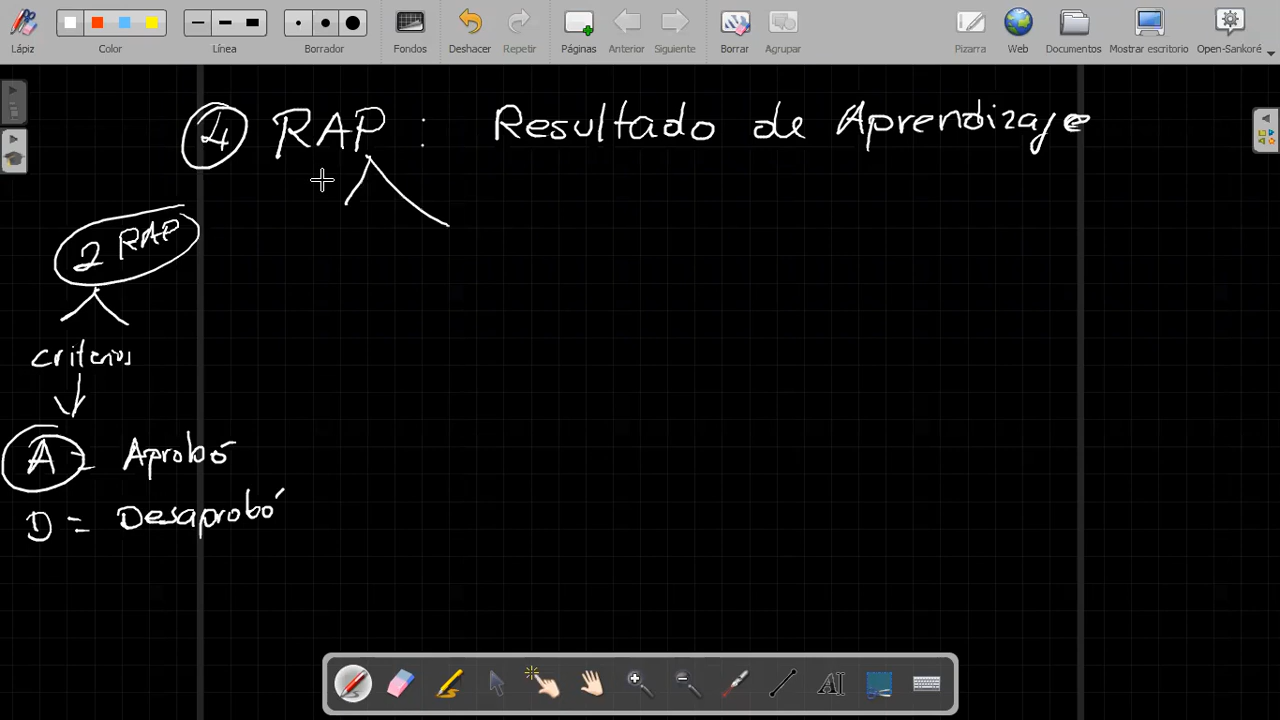 Lápiz Color Línea Borrador Fondos Deshacer Repetir Páginas Anterior Siguiente Borrar Agrupar Pizarra Web Documentos Mostrar escritorio Open-Sankoré
4 RAP : Resultado de Aprendizaje
2 RAP
criterios
A = Aprobó
D = Desaprobó
AI